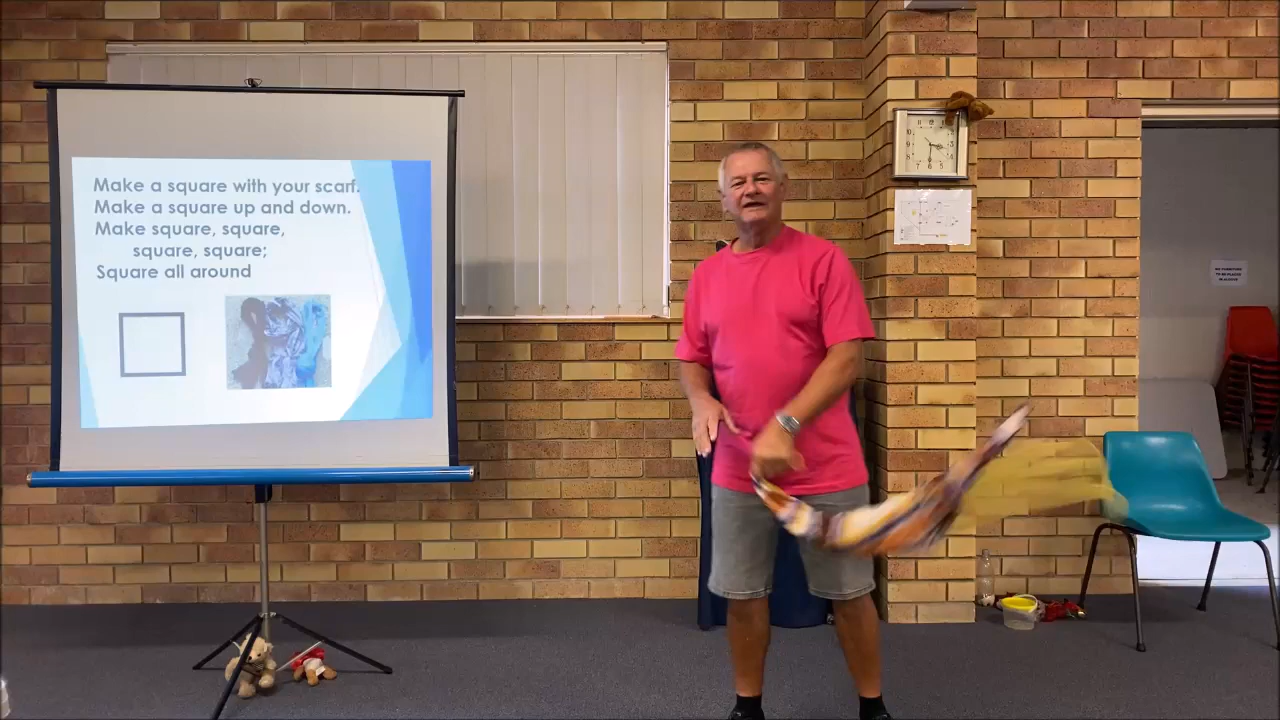 Make a square with your scarf.
Make a square up and down.
Make square, square,
square, square;
Square all around